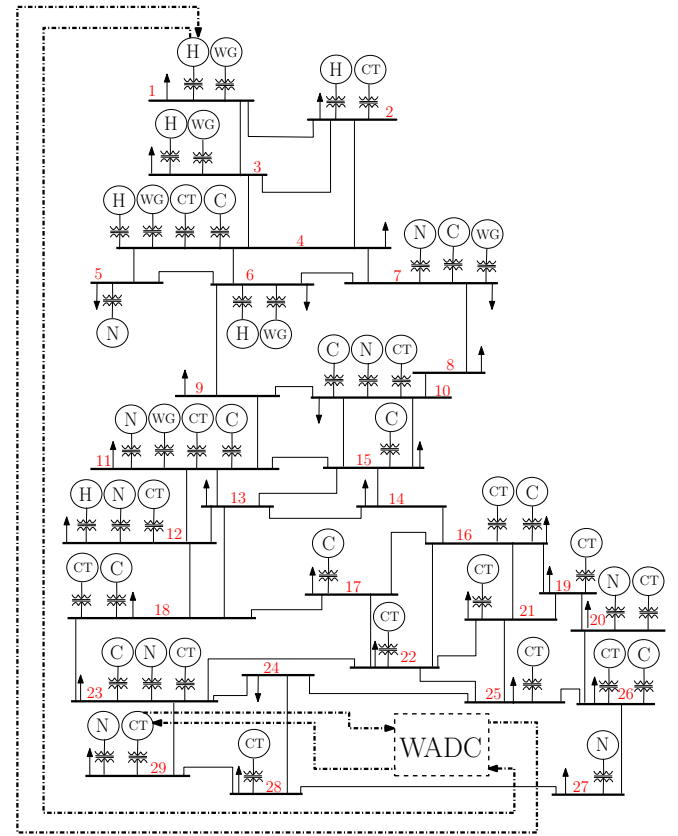 H WG
H CT
1
2
H WG
3
H WG CT C
N C WG
4
5
6
7
N
H WG
C N CT
8
9
10
N WG CT C
C
11
15
H N CT
13
14
CT C
12
16
C
CT
CT
CT C
17
19
N CT
CT
18
21
20
C N CT
22
CT
CT C
24
23
25
26
N CT
WADC
CT
N
29
28
27